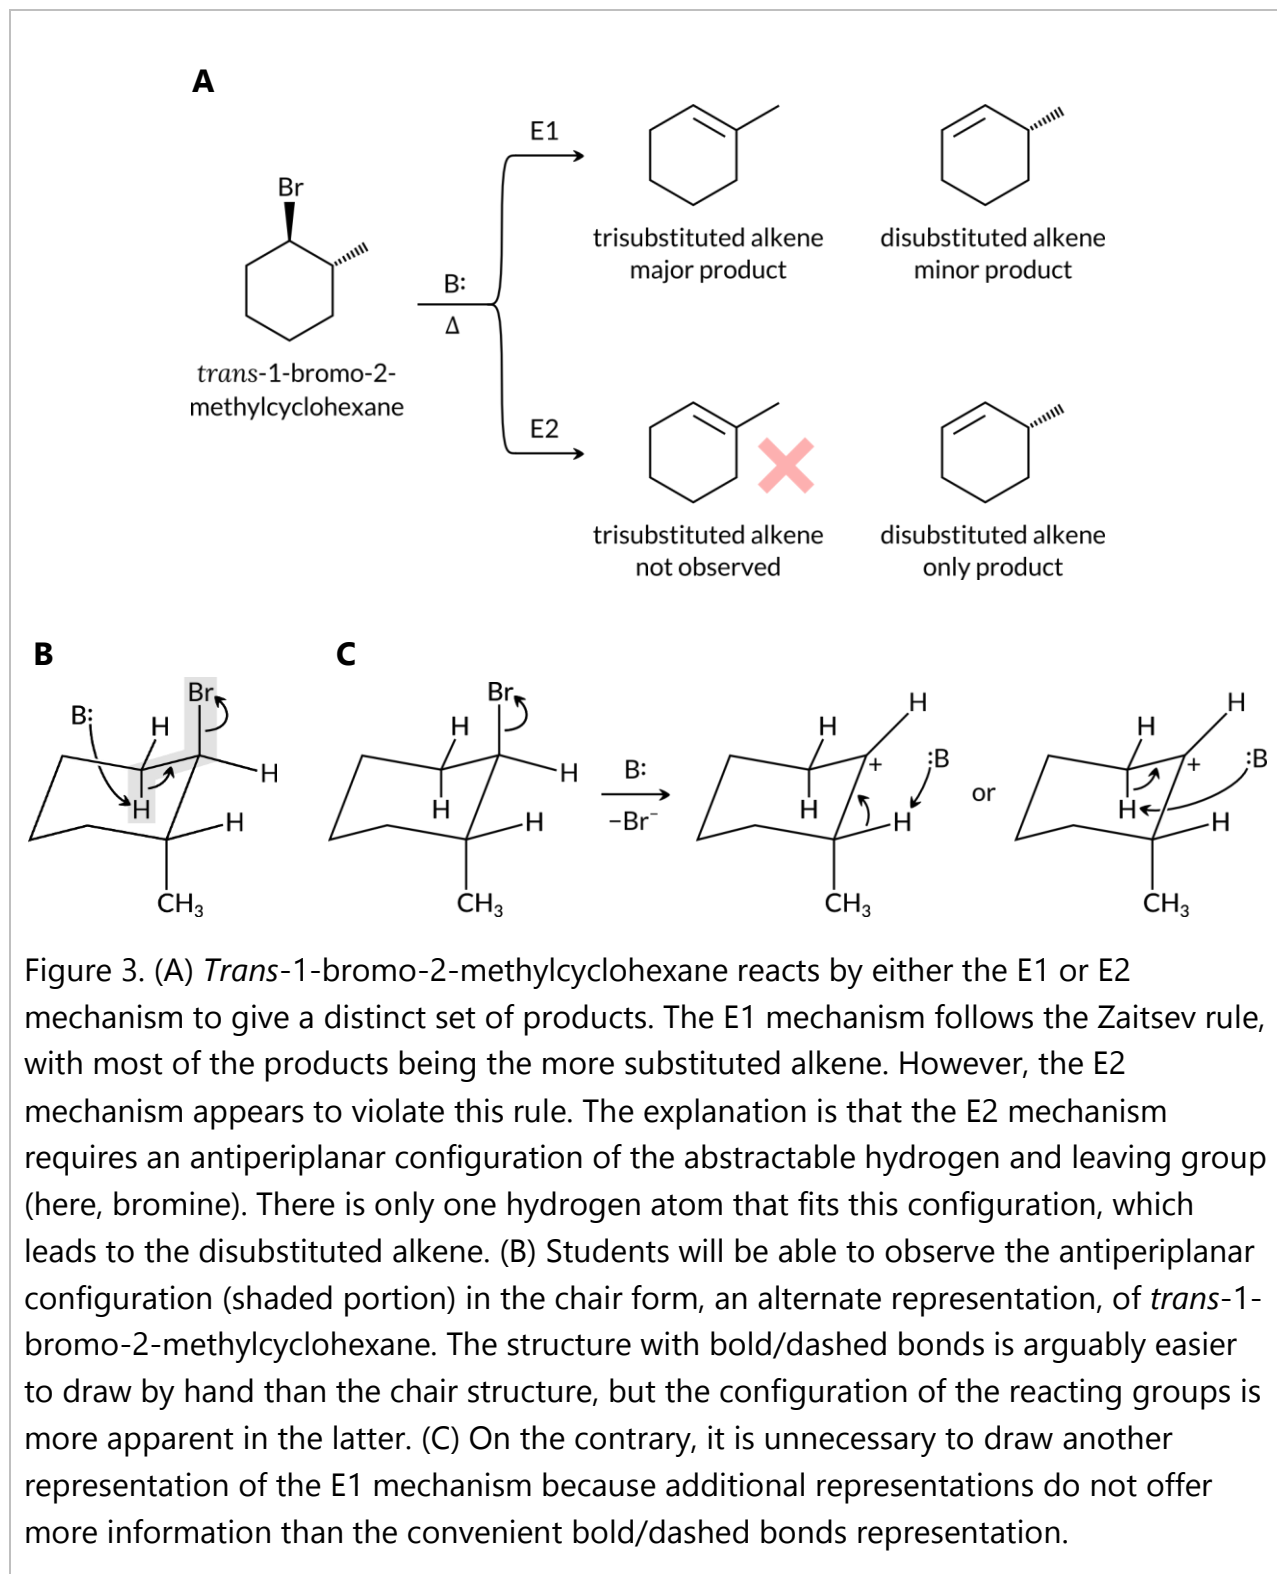 A
E1
Br
trisubstituted alkene
major product
disubstituted alkene
minor product
B:
Δ
trans-1-bromo-2-
methylcyclohexane
E2
trisubstituted alkene
not observed
disubstituted alkene
only product
B
B:
Br
H
H
H
H
CH₃
C
Br
H
H
H
H
CH₃
B:
−Br⁻
H
H
+
:B
H
H
CH₃
or
H
H
+
:B
H
H
CH₃
Figure 3. (A) Trans-1-bromo-2-methylcyclohexane reacts by either the E1 or E2
mechanism to give a distinct set of products. The E1 mechanism follows the Zaitsev rule,
with most of the products being the more substituted alkene. However, the E2
mechanism appears to violate this rule. The explanation is that the E2 mechanism
requires an antiperiplanar configuration of the abstractable hydrogen and leaving group
(here, bromine). There is only one hydrogen atom that fits this configuration, which
leads to the disubstituted alkene. (B) Students will be able to observe the antiperiplanar
configuration (shaded portion) in the chair form, an alternate representation, of trans-1-
bromo-2-methylcyclohexane. The structure with bold/dashed bonds is arguably easier
to draw by hand than the chair structure, but the configuration of the reacting groups is
more apparent in the latter. (C) On the contrary, it is unnecessary to draw another
representation of the E1 mechanism because additional representations do not offer
more information than the convenient bold/dashed bonds representation.